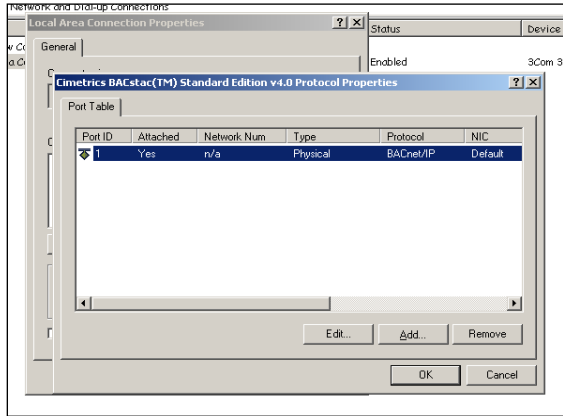 Network and Dial-up Connections
Local Area Connection Properties
Status Device
General
Enabled 3Com 3
Cimetrics BACstac(TM) Standard Edition v4.0 Protocol Properties
Port Table
Port ID Attached Network Num Type Protocol NIC
1 Yes n/a Physical BACnet/IP Default
Edit... Add... Remove
OK Cancel